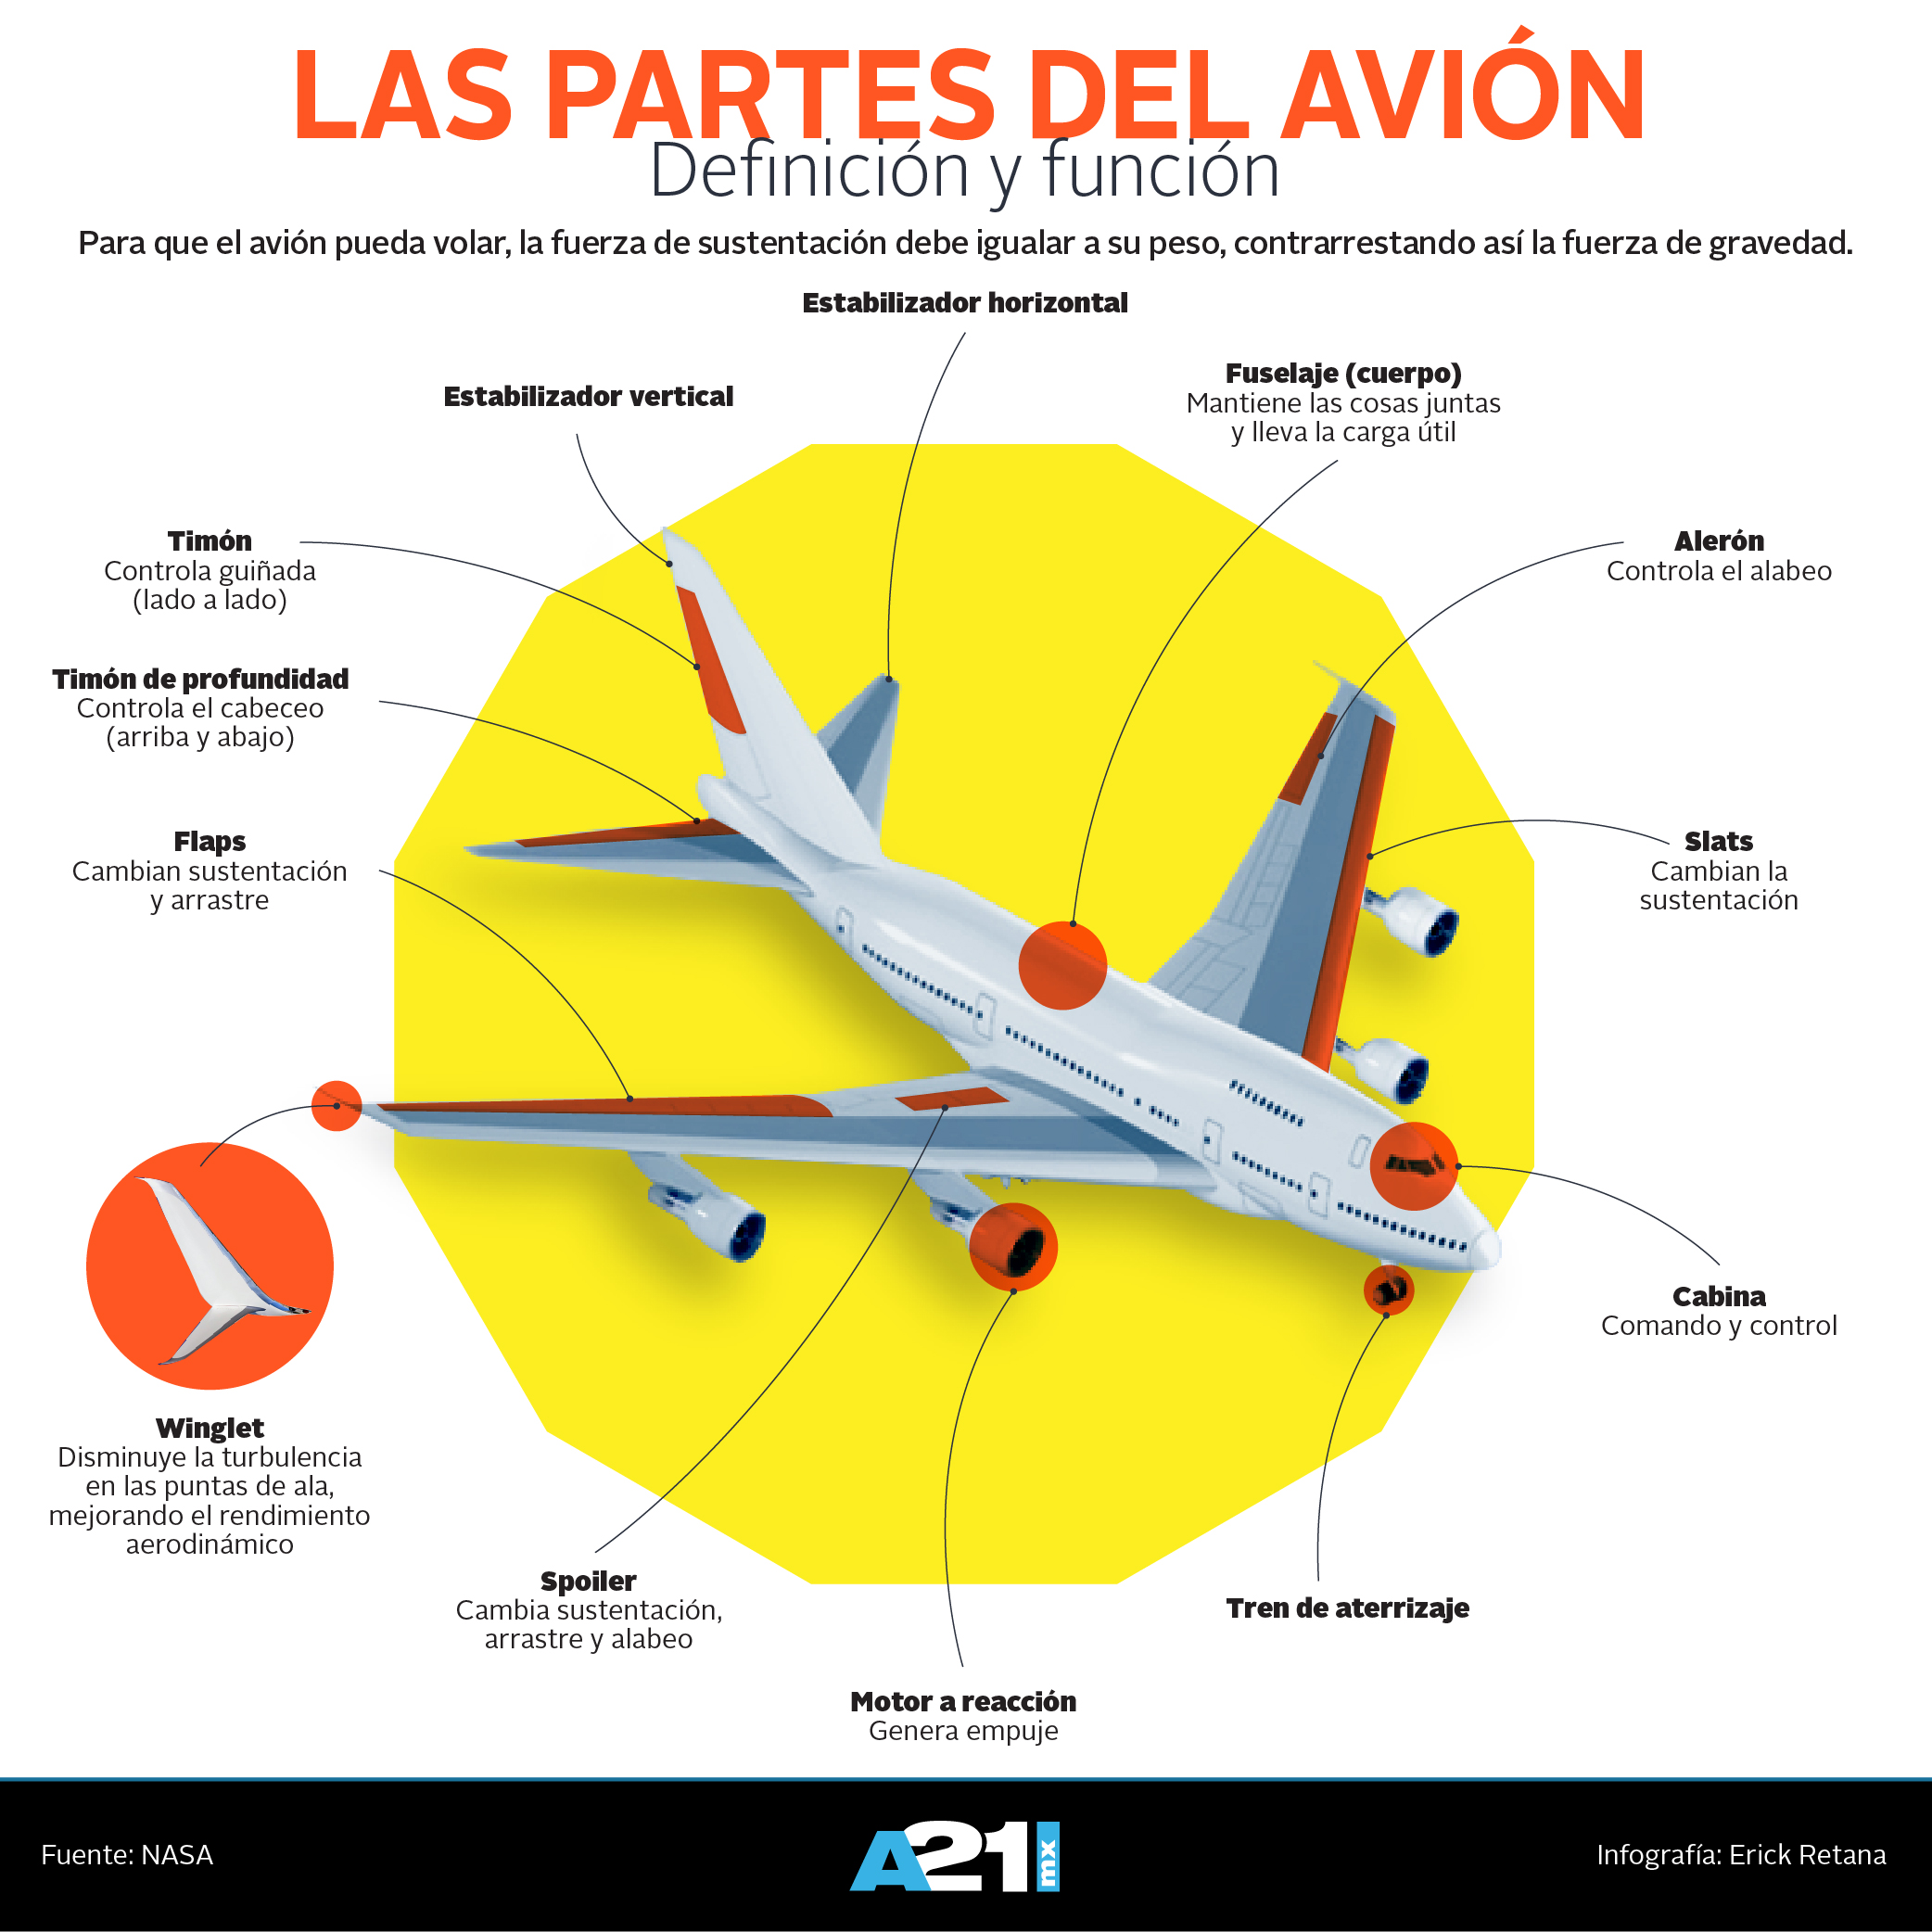 LAS PARTES DEL AVIÓN
Definición y función
Para que el avión pueda volar, la fuerza de sustentación debe igualar a su peso, contrarrestando así la fuerza de gravedad.
Estabilizador horizontal
Estabilizador vertical
Fuselaje (cuerpo)
Mantiene las cosas juntas
y lleva la carga útil
Timón
Controla guiñada
(lado a lado)
Alerón
Controla el alabeo
Timón de profundidad
Controla el cabeceo
(arriba y abajo)
Flaps
Cambian sustentación
y arrastre
Slats
Cambian la
sustentación
Cabina
Comando y control
Winglet
Disminuye la turbulencia
en las puntas de ala,
mejorando el rendimiento
aerodinámico
Spoiler
Cambia sustentación,
arrastre y alabeo
Tren de aterrizaje
Motor a reacción
Genera empuje
Fuente: NASA
A21 mx
Infografía: Erick Retana